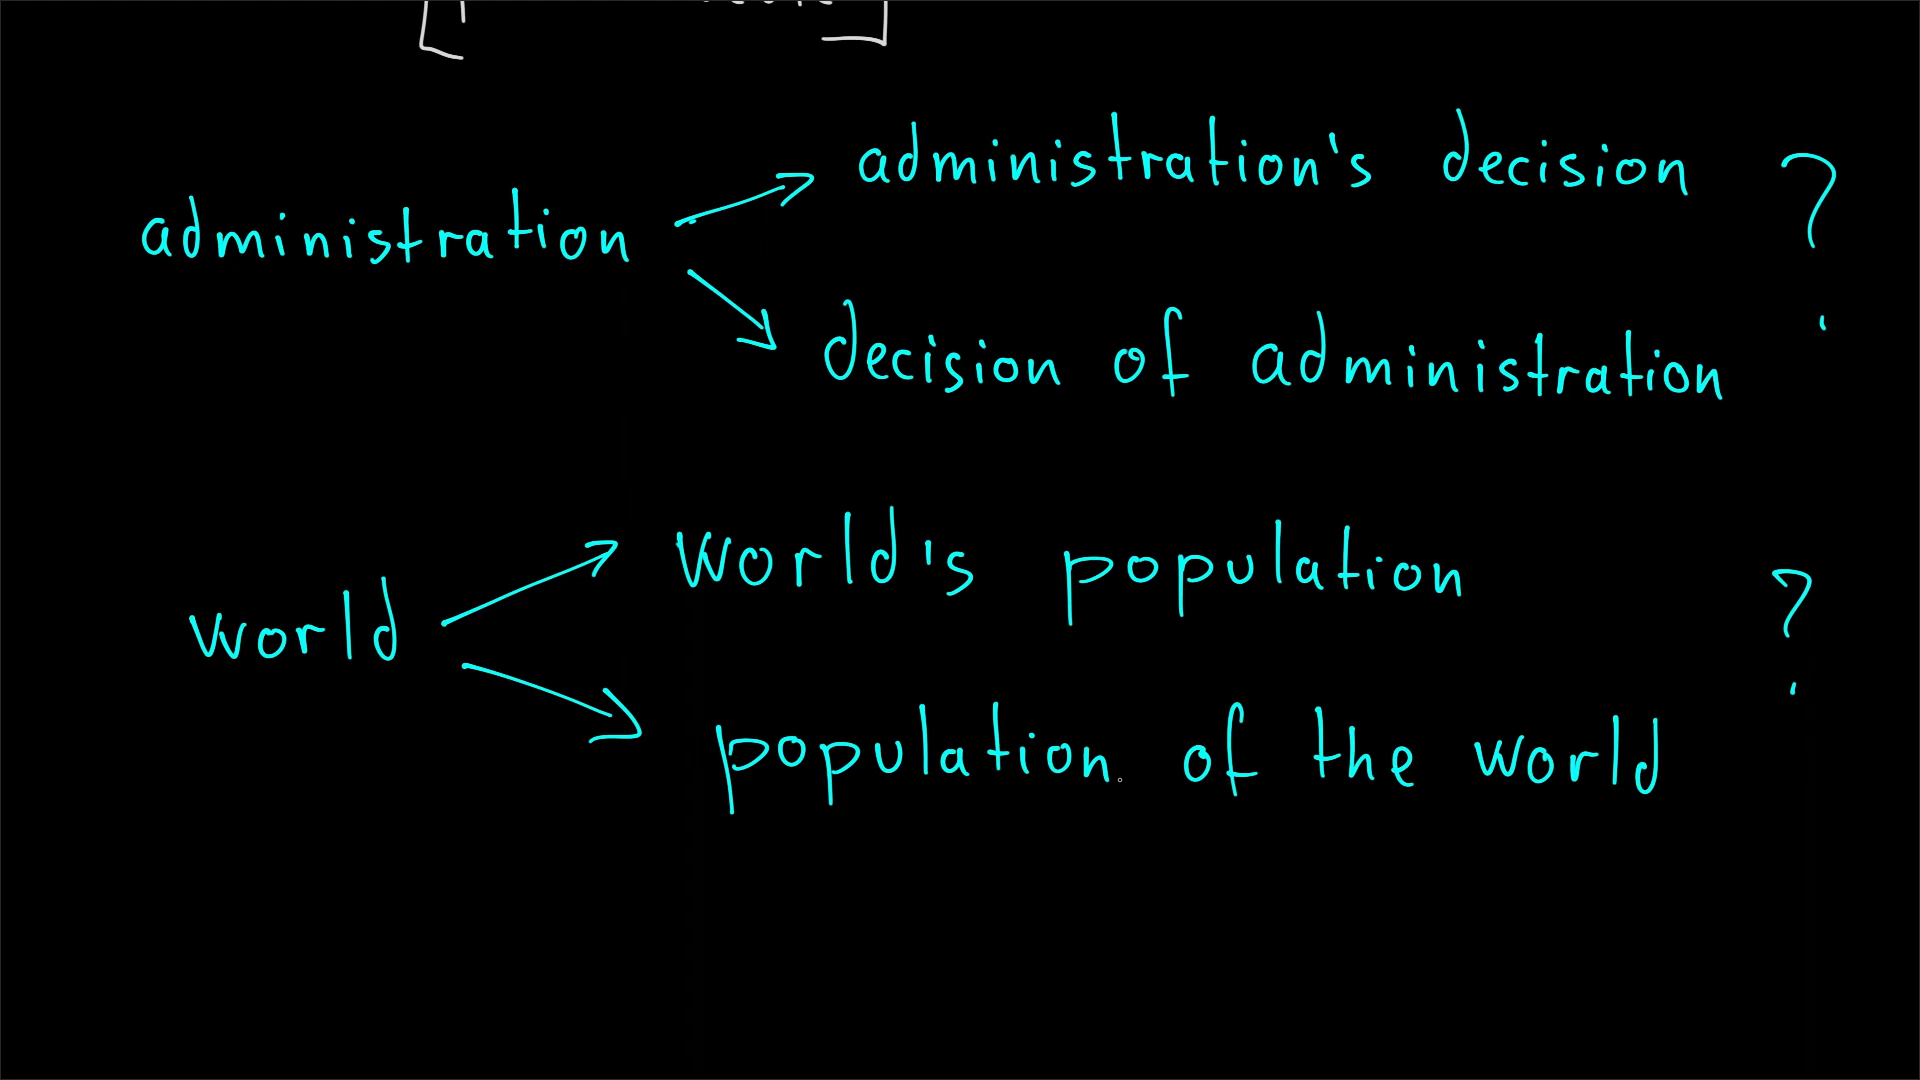 administration's decision ?
administration
decision of administration
world's population ?
world
population of the world